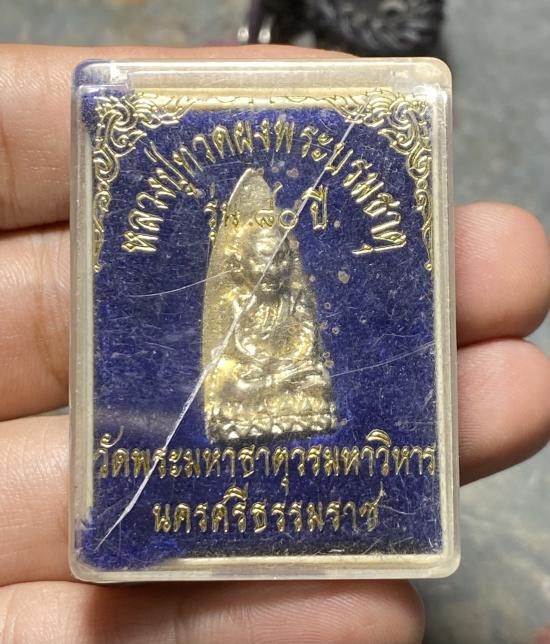 หลวงปู่ทวดผงพระบรมธาตุ
รุ่น ๘๐ ปี
วัดพระมหาธาตุวรมหาวิหาร
นครศรีธรรมราช